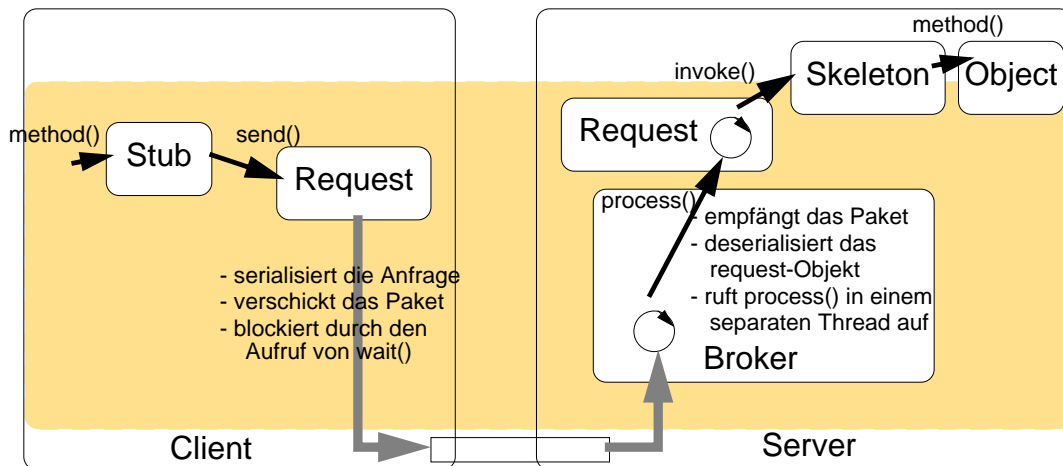 method()
Stub
send()
Request
- serialisiert die Anfrage
- verschickt das Paket
- blockiert durch den
Aufruf von wait()
Client
method()
invoke()
Skeleton
Object
Request
process()
- empfängt das Paket
- deserialisiert das
request-Objekt
- ruft process() in einem
separaten Thread auf
Broker
Server